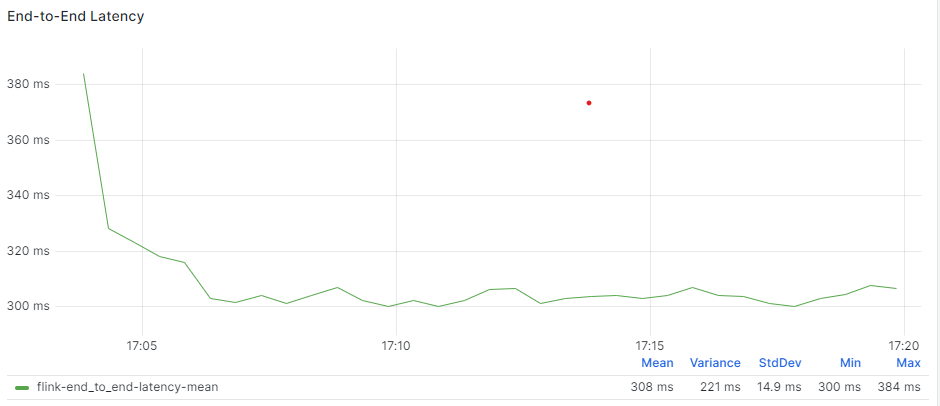 End-to-End Latency
380 ms
360 ms
340 ms
320 ms
300 ms
17:05 17:10 17:15 17:20
Mean Variance StdDev Min Max
flink-end_to_end-latency-mean 308 ms 221 ms 14.9 ms 300 ms 384 ms